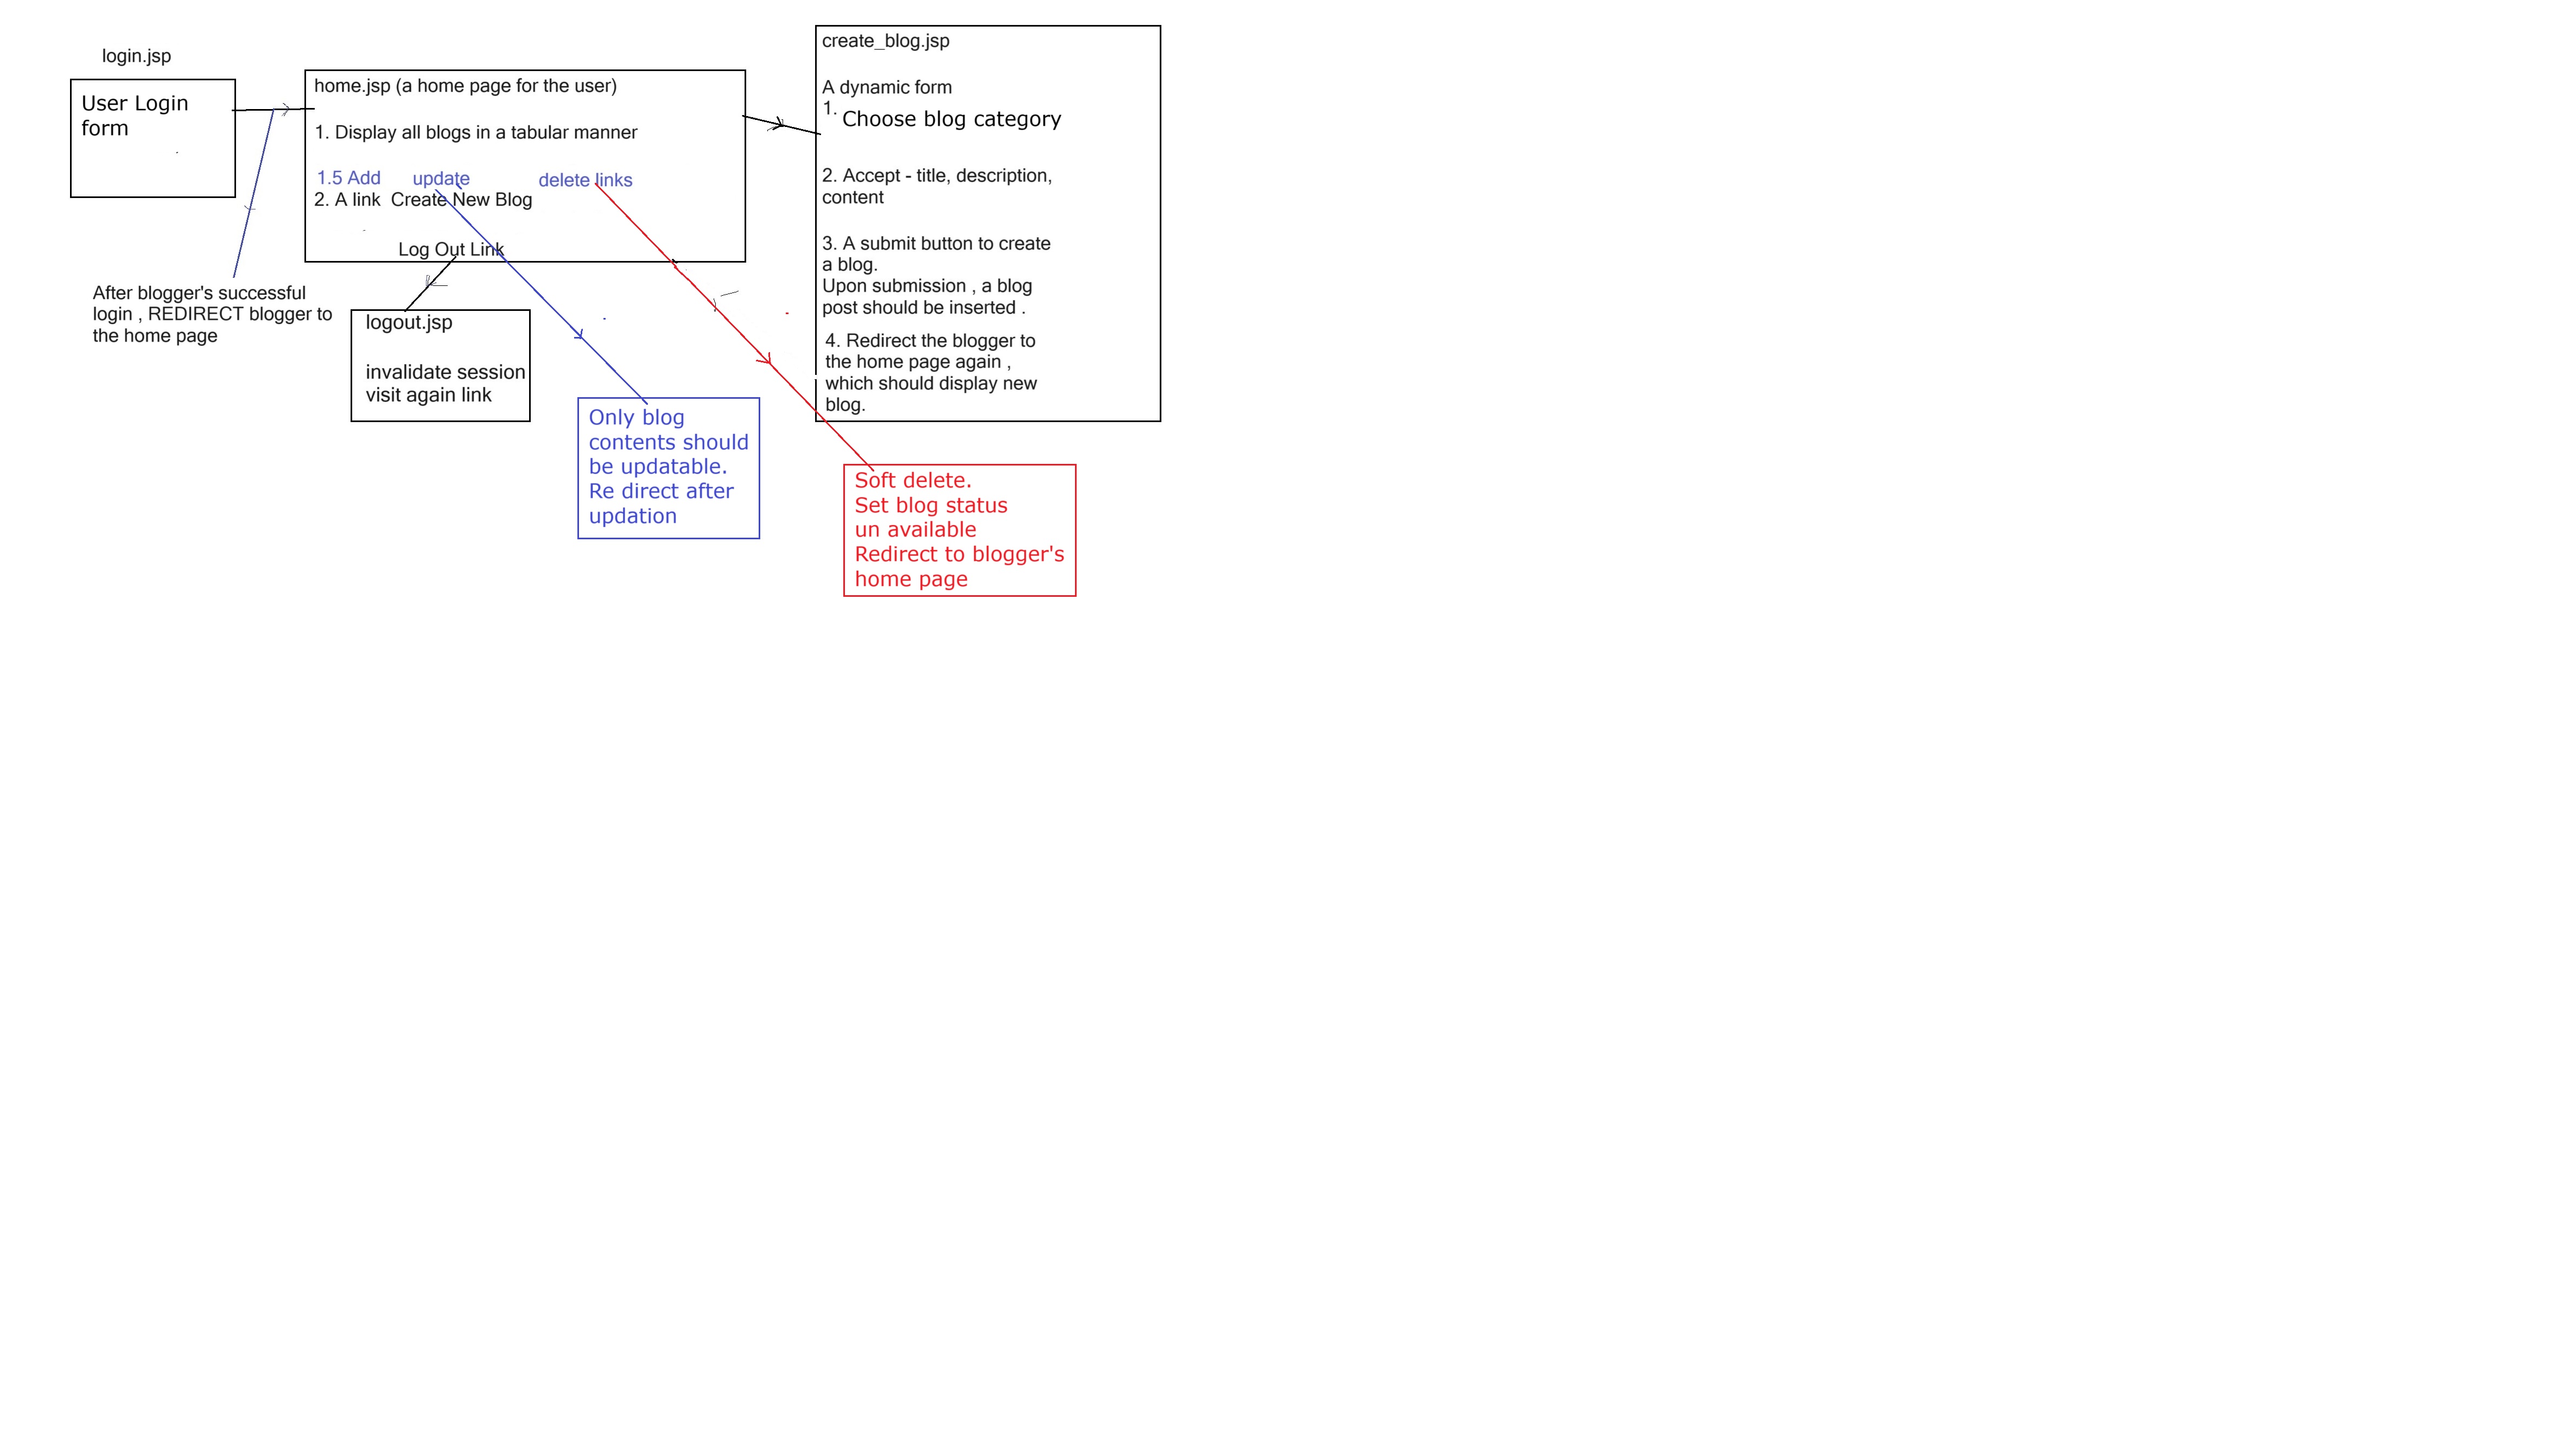 login.jsp
User Login
form
After blogger's successful
login , REDIRECT blogger to
the home page
home.jsp (a home page for the user)
1. Display all blogs in a tabular manner
1.5 Add update delete links
2. A link Create New Blog
Log Out Link
logout.jsp
invalidate session
visit again link
Only blog
contents should
be updatable.
Re direct after
updation
create_blog.jsp
A dynamic form
1. Choose blog category
2. Accept - title, description,
content
3. A submit button to create
a blog.
Upon submission , a blog
post should be inserted .
4. Redirect the blogger to
the home page again ,
which should display new
blog.
Soft delete.
Set blog status
un available
Redirect to blogger's
home page